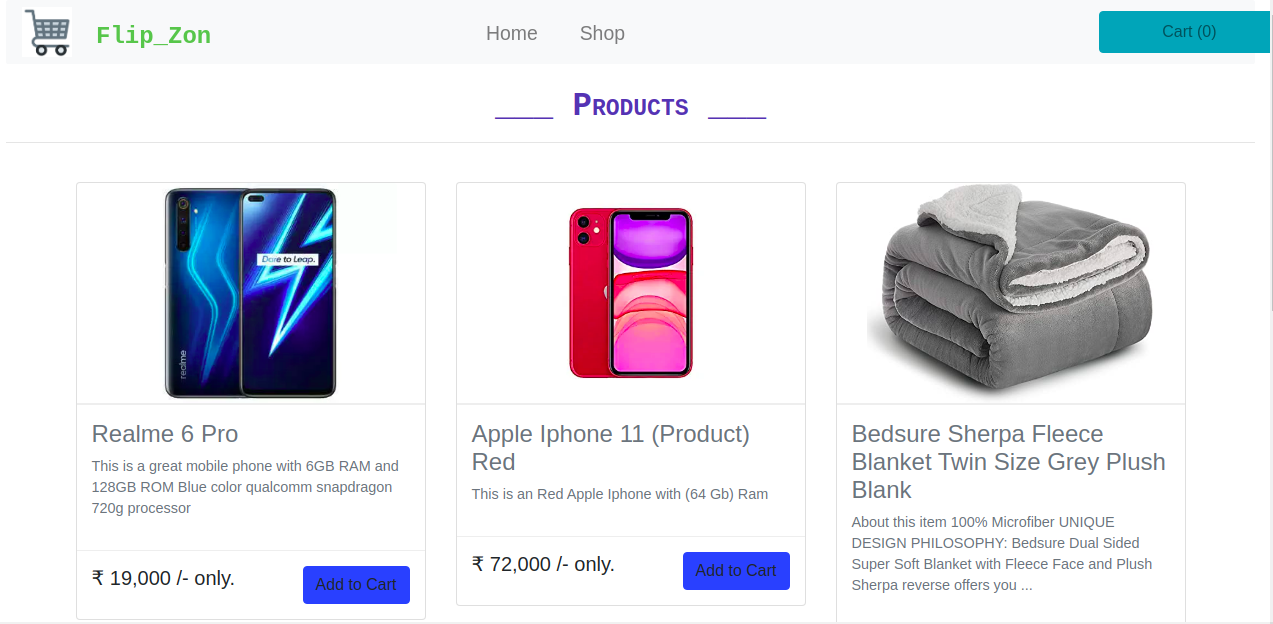 Flip_Zon
Home
Shop
Cart (0)
____ Products ____
Dare to Leap.
realme
Realme 6 Pro
This is a great mobile phone with 6GB RAM and
128GB ROM Blue color qualcomm snapdragon
720g processor
₹ 19,000 /- only.
Add to Cart
Apple Iphone 11 (Product)
Red
This is an Red Apple Iphone with (64 Gb) Ram
₹ 72,000 /- only.
Add to Cart
Bedsure Sherpa Fleece
Blanket Twin Size Grey Plush
Blank
About this item 100% Microfiber UNIQUE
DESIGN PHILOSOPHY: Bedsure Dual Sided
Super Soft Blanket with Fleece Face and Plush
Sherpa reverse offers you ...